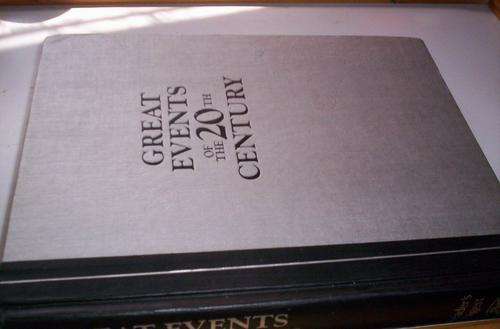 GREAT
EVENTS
OF
THE 20TH
CENTURY
EVENTS